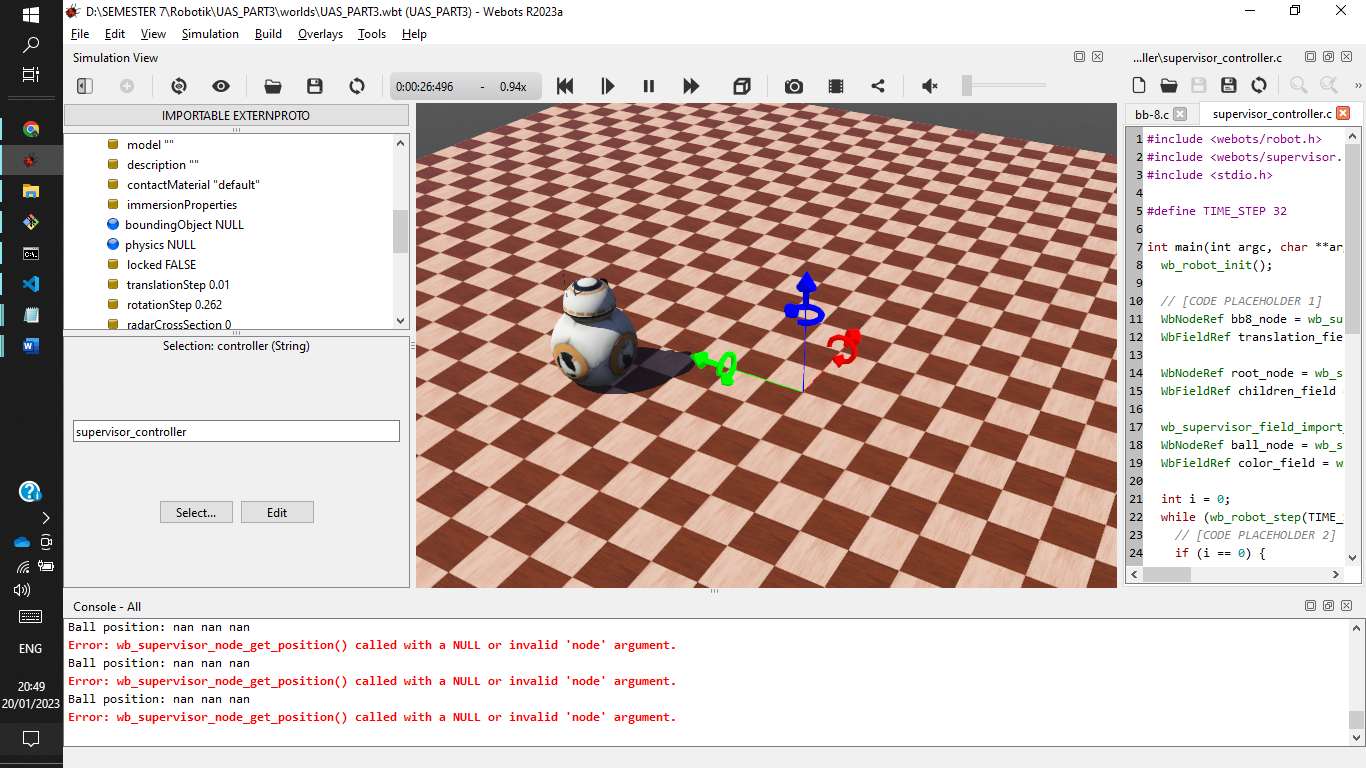 D:\SEMESTER 7\Robotik\UAS_PART3\worlds\UAS_PART3.wbt (UAS_PART3) - Webots R2023a
File Edit View Simulation Build Overlays Tools Help
Simulation View
0:00:26:496 - 0.94x
IMPORTABLE EXTERNPROTO
model ""
description ""
contactMaterial "default"
immersionProperties
boundingObject NULL
physics NULL
locked FALSE
translationStep 0.01
rotationStep 0.262
radarCrossSection 0
Selection: controller (String)
supervisor_controller
Select... Edit
...ller\supervisor_controller.c
bb-8.c supervisor_controller.c
1 #include <webots/robot.h>
2 #include <webots/supervisor.
3 #include <stdio.h>
4
5 #define TIME_STEP 32
6
7 int main(int argc, char **ar
8 wb_robot_init();
9
10 // [CODE PLACEHOLDER 1]
11 WbNodeRef bb8_node = wb_su
12 WbFieldRef translation_fie
13
14 WbNodeRef root_node = wb_s
15 WbFieldRef children_field =
16
17 wb_supervisor_field_import_
18 WbNodeRef ball_node = wb_s
19 WbFieldRef color_field = w
20
21 int i = 0;
22 while (wb_robot_step(TIME_
23 // [CODE PLACEHOLDER 2]
24 if (i == 0) {
Console - All
Ball position: nan nan nan
Error: wb_supervisor_node_get_position() called with a NULL or invalid 'node' argument.
Ball position: nan nan nan
Error: wb_supervisor_node_get_position() called with a NULL or invalid 'node' argument.
Ball position: nan nan nan
Error: wb_supervisor_node_get_position() called with a NULL or invalid 'node' argument.
ENG
20:49
20/01/2023